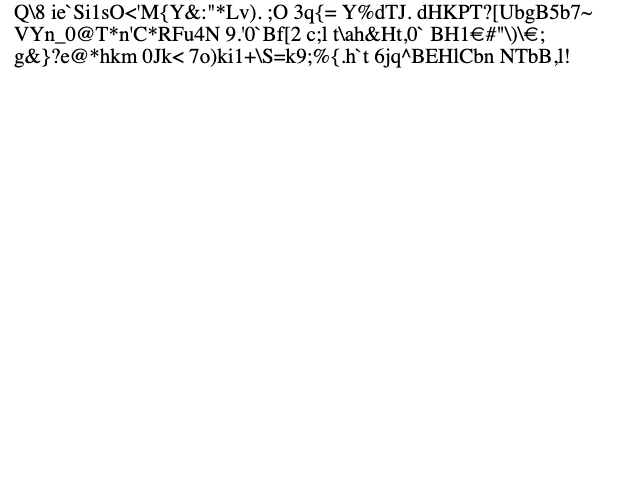 Q\8 ie`Si1sO<'M{Y&:"*Lv). ;O 3q{= Y%dTJ. dHKPT?[UbgB5b7~
VYn_0@T*n'C*RFu4N 9.'0`Bf[2 c;l t\ah&Ht,0` BH1€#"\)\€;
g&}?e@*hkm 0Jk< 7o)ki1+\S=k9;%{.h`t 6jq^BEHlCbn NTbB,l!